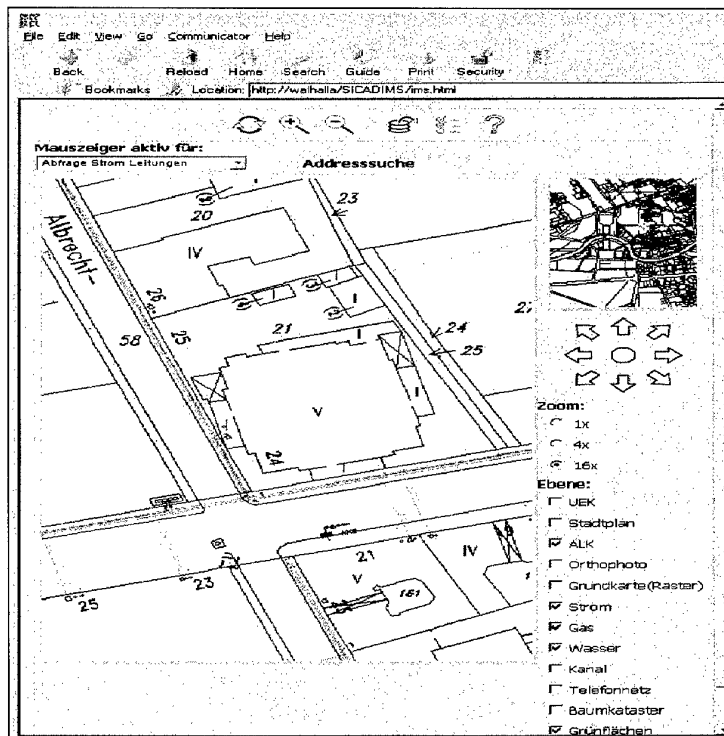 File Edit View Go Communicator Help
Back Reload Home Search Guide Print Security
Bookmarks Location: http://walhalla/SICADIMS/ims.html
Mauszeiger aktiv für:
Abfrage Strom Leitungen
Addresssuche
Albrecht-
20
23
IV
26
58
25
21
24
25
V
24
21
IV
V
161
23
25
Zoom:
1x
4x
16x
Ebene:
UEK
Stadtplan
ALK
Orthophoto
Grundkarte(Raster)
Strom
Gas
Wasser
Kanal
Telefonnetz
Baumkataster
Grünflächen